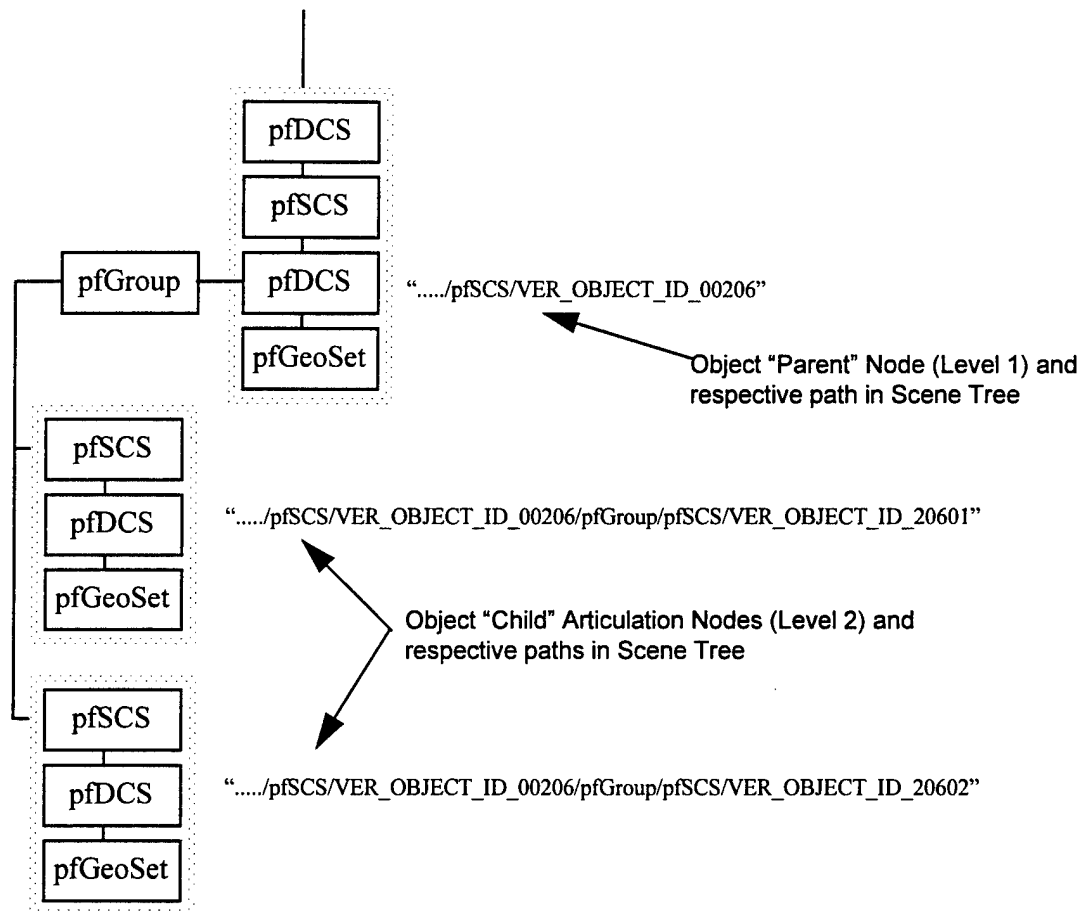 pfDCS
pfSCS
pfGroup
pfDCS
“...../pfSCS/VER_OBJECT_ID_00206”
pfGeoSet
Object “Parent” Node (Level 1) and
respective path in Scene Tree
pfSCS
pfDCS
“...../pfSCS/VER_OBJECT_ID_00206/pfGroup/pfSCS/VER_OBJECT_ID_20601”
pfGeoSet
Object “Child” Articulation Nodes (Level 2) and
respective paths in Scene Tree
pfSCS
pfDCS
“...../pfSCS/VER_OBJECT_ID_00206/pfGroup/pfSCS/VER_OBJECT_ID_20602”
pfGeoSet